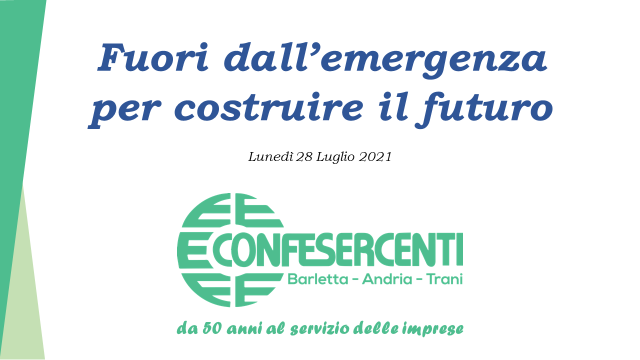 Fuori dall’emergenza
per costruire il futuro
Lunedì 28 Luglio 2021
CONFESERCENTI
Barletta - Andria - Trani
da 50 anni al servizio delle imprese